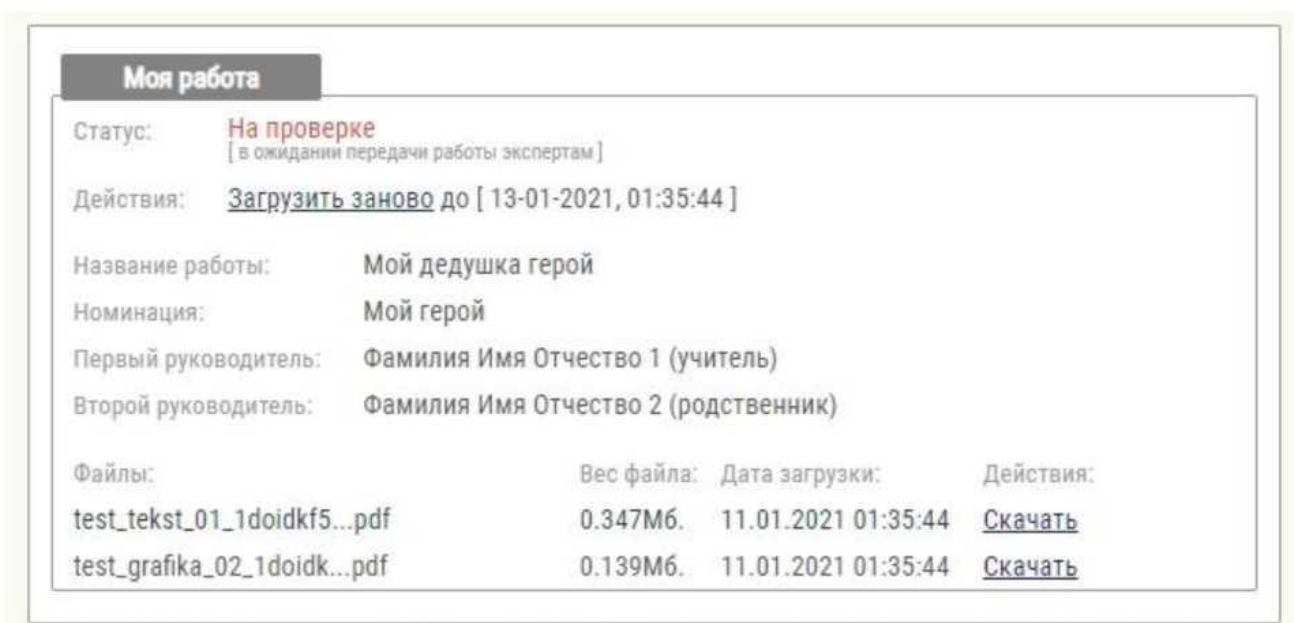 Моя работа
Статус: На проверке
[ в ожидании передачи работы экспертам ]
Действия: Загрузить заново до [ 13-01-2021, 01:35:44 ]
Название работы: Мой дедушка герой
Номинация: Мой герой
Первый руководитель: Фамилия Имя Отчество 1 (учитель)
Второй руководитель: Фамилия Имя Отчество 2 (родственник)
Файлы: Вес файла: Дата загрузки: Действия:
test_tekst_01_1doidkf5...pdf 0.347Мб. 11.01.2021 01:35:44 Скачать
test_grafika_02_1doidk...pdf 0.139Мб. 11.01.2021 01:35:44 Скачать